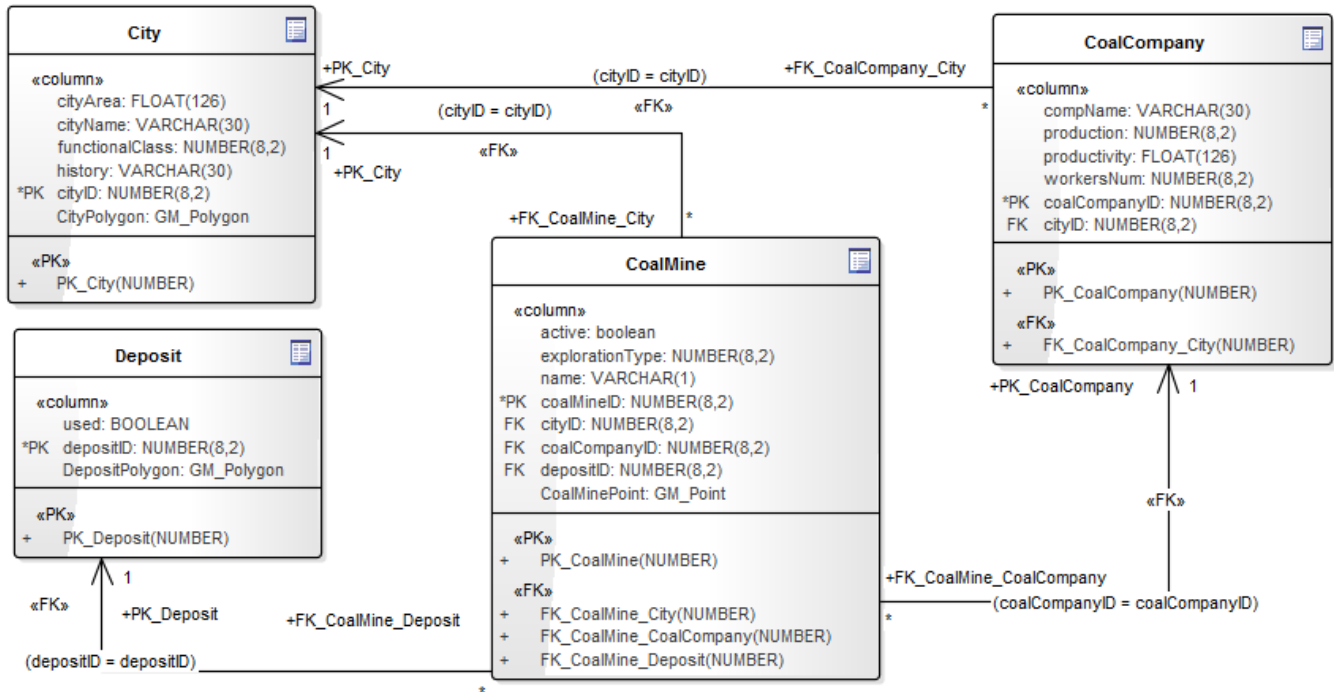 City
«column»
cityArea: FLOAT(126)
cityName: VARCHAR(30)
functionalClass: NUMBER(8,2)
history: VARCHAR(30)
*PK cityID: NUMBER(8,2)
CityPolygon: GM_Polygon
«PK»
+ PK_City(NUMBER)
+PK_City
(cityID = cityID)
+FK_CoalCompany_City
1
«FK»
*
(cityID = cityID)
1
«FK»
+PK_City
+FK_CoalMine_City
*
CoalCompany
«column»
compName: VARCHAR(30)
production: NUMBER(8,2)
productivity: FLOAT(126)
workersNum: NUMBER(8,2)
*PK coalCompanyID: NUMBER(8,2)
FK cityID: NUMBER(8,2)
«PK»
+ PK_CoalCompany(NUMBER)
«FK»
+ FK_CoalCompany_City(NUMBER)
Deposit
«column»
used: BOOLEAN
*PK depositID: NUMBER(8,2)
DepositPolygon: GM_Polygon
«PK»
+ PK_Deposit(NUMBER)
CoalMine
«column»
active: boolean
explorationType: NUMBER(8,2)
name: VARCHAR(1)
*PK coalMineID: NUMBER(8,2)
FK cityID: NUMBER(8,2)
FK coalCompanyID: NUMBER(8,2)
FK depositID: NUMBER(8,2)
CoalMinePoint: GM_Point
«PK»
+ PK_CoalMine(NUMBER)
«FK»
+ FK_CoalMine_City(NUMBER)
+ FK_CoalMine_CoalCompany(NUMBER)
+ FK_CoalMine_Deposit(NUMBER)
+PK_CoalCompany
1
«FK»
+FK_CoalMine_CoalCompany
(coalCompanyID = coalCompanyID)
*
1
«FK»
+PK_Deposit
+FK_CoalMine_Deposit
(depositID = depositID)
*